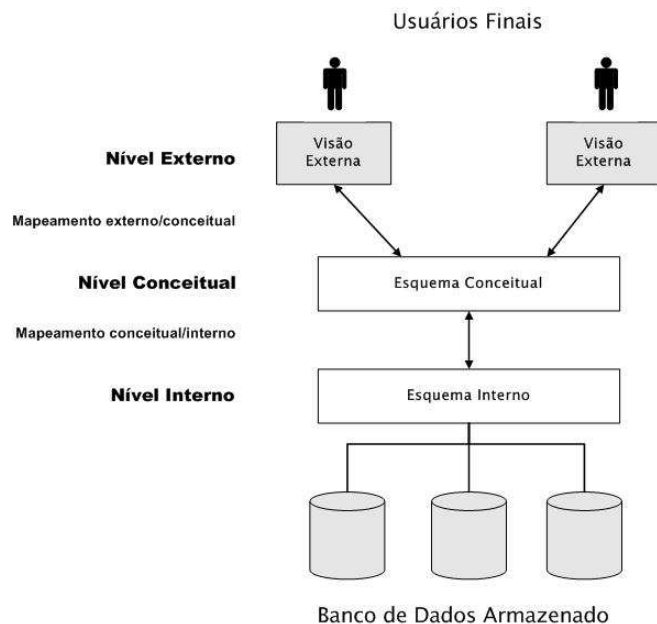 Usuários Finais
Visão
Externa
Visão
Externa
Nível Externo
Mapeamento externo/conceitual
Nível Conceitual
Esquema Conceitual
Mapeamento conceitual/interno
Nível Interno
Esquema Interno
Banco de Dados Armazenado